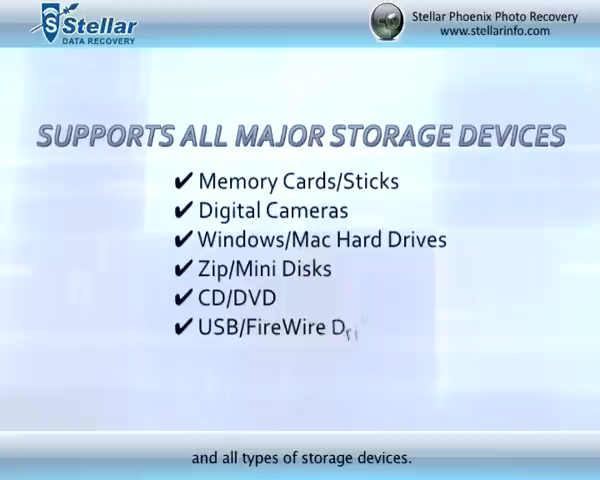 Stellar
DATA RECOVERY
Stellar Phoenix Photo Recovery
www.stellarinfo.com
SUPPORTS ALL MAJOR STORAGE DEVICES
✔ Memory Cards/Sticks
✔ Digital Cameras
✔ Windows/Mac Hard Drives
✔ Zip/Mini Disks
✔ CD/DVD
✔ USB/FireWire Dri
and all types of storage devices.